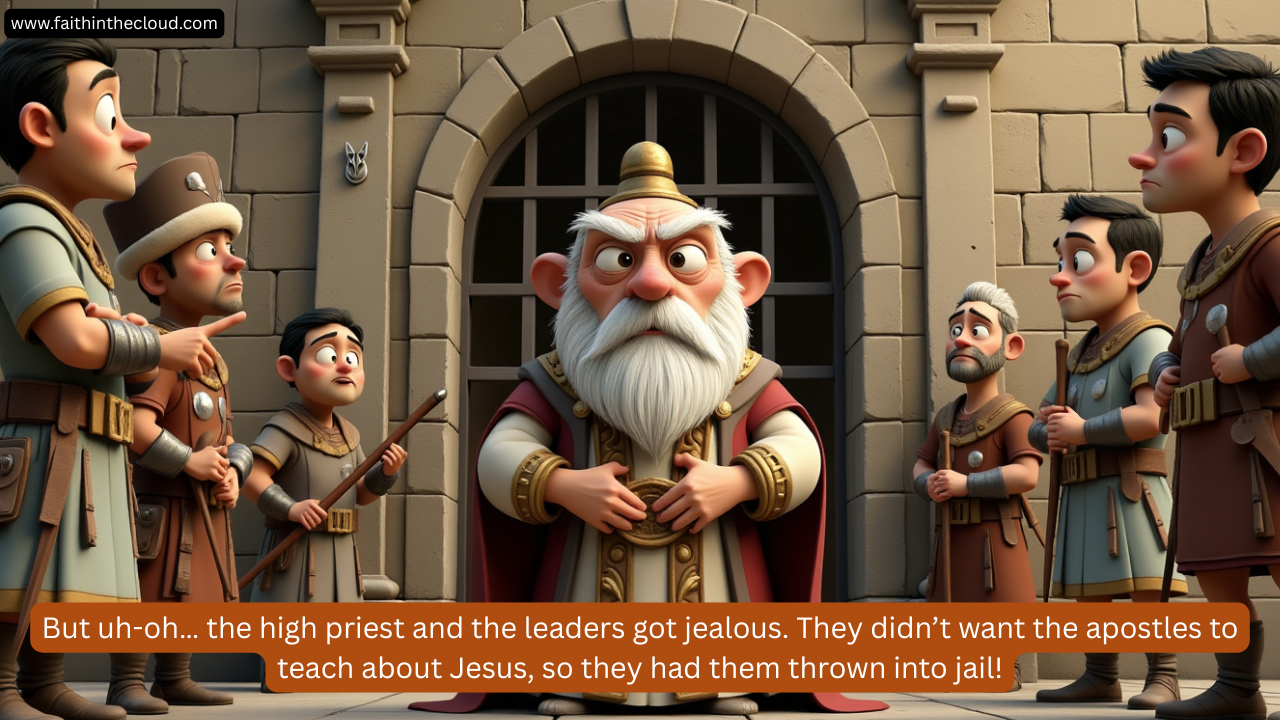 www.faithinthecloud.com
But uh-oh... the high priest and the leaders got jealous. They didn’t want the apostles to
teach about Jesus, so they had them thrown into jail!